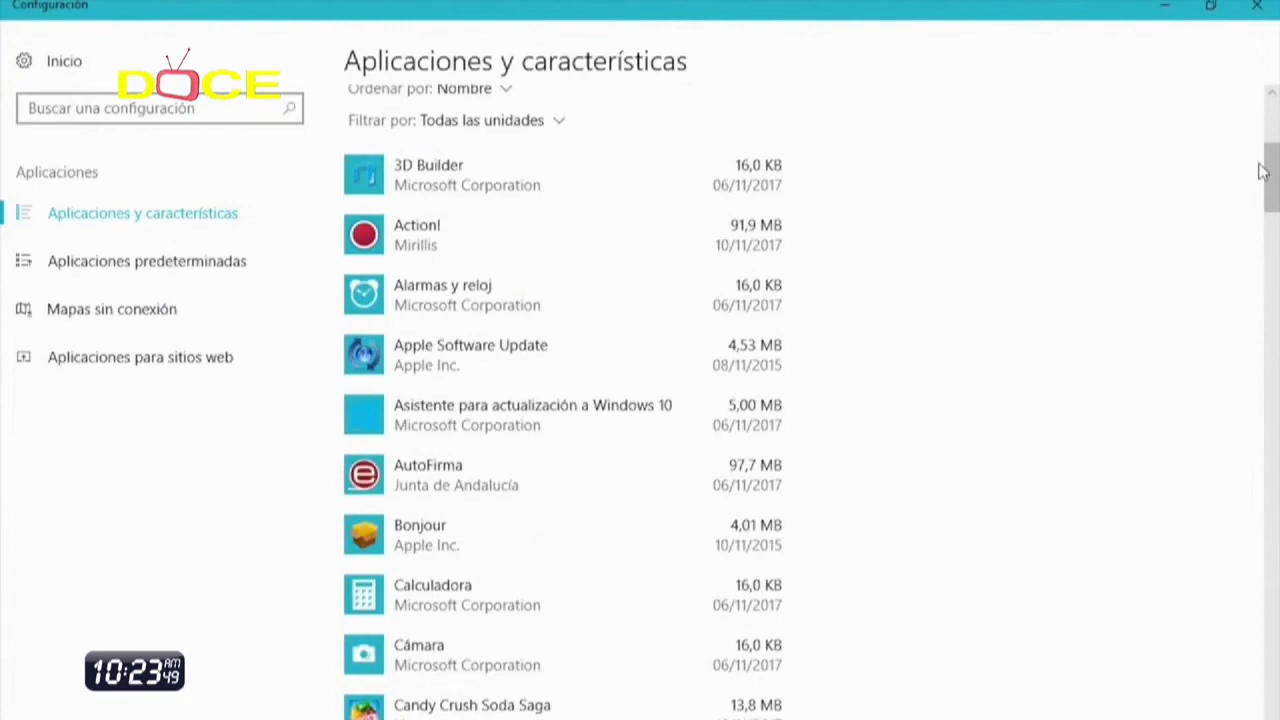 Configuración
Inicio
DOCE
Buscar una configuración
Aplicaciones
Aplicaciones y características
Aplicaciones predeterminadas
Mapas sin conexión
Aplicaciones para sitios web
Aplicaciones y características
Ordenar por: Nombre
Filtrar por: Todas las unidades
3D Builder 16,0 KB
Microsoft Corporation 06/11/2017
Action! 91,9 MB
Mirillis 10/11/2017
Alarmas y reloj 16,0 KB
Microsoft Corporation 06/11/2017
Apple Software Update 4,53 MB
Apple Inc. 08/11/2015
Asistente para actualización a Windows 10 5,00 MB
Microsoft Corporation 06/11/2017
AutoFirma 97,7 MB
Junta de Andalucía 06/11/2017
Bonjour 4,01 MB
Apple Inc. 10/11/2015
Calculadora 16,0 KB
Microsoft Corporation 06/11/2017
Cámara 16,0 KB
Microsoft Corporation 06/11/2017
Candy Crush Soda Saga 13,8 MB
10:23 AM 49